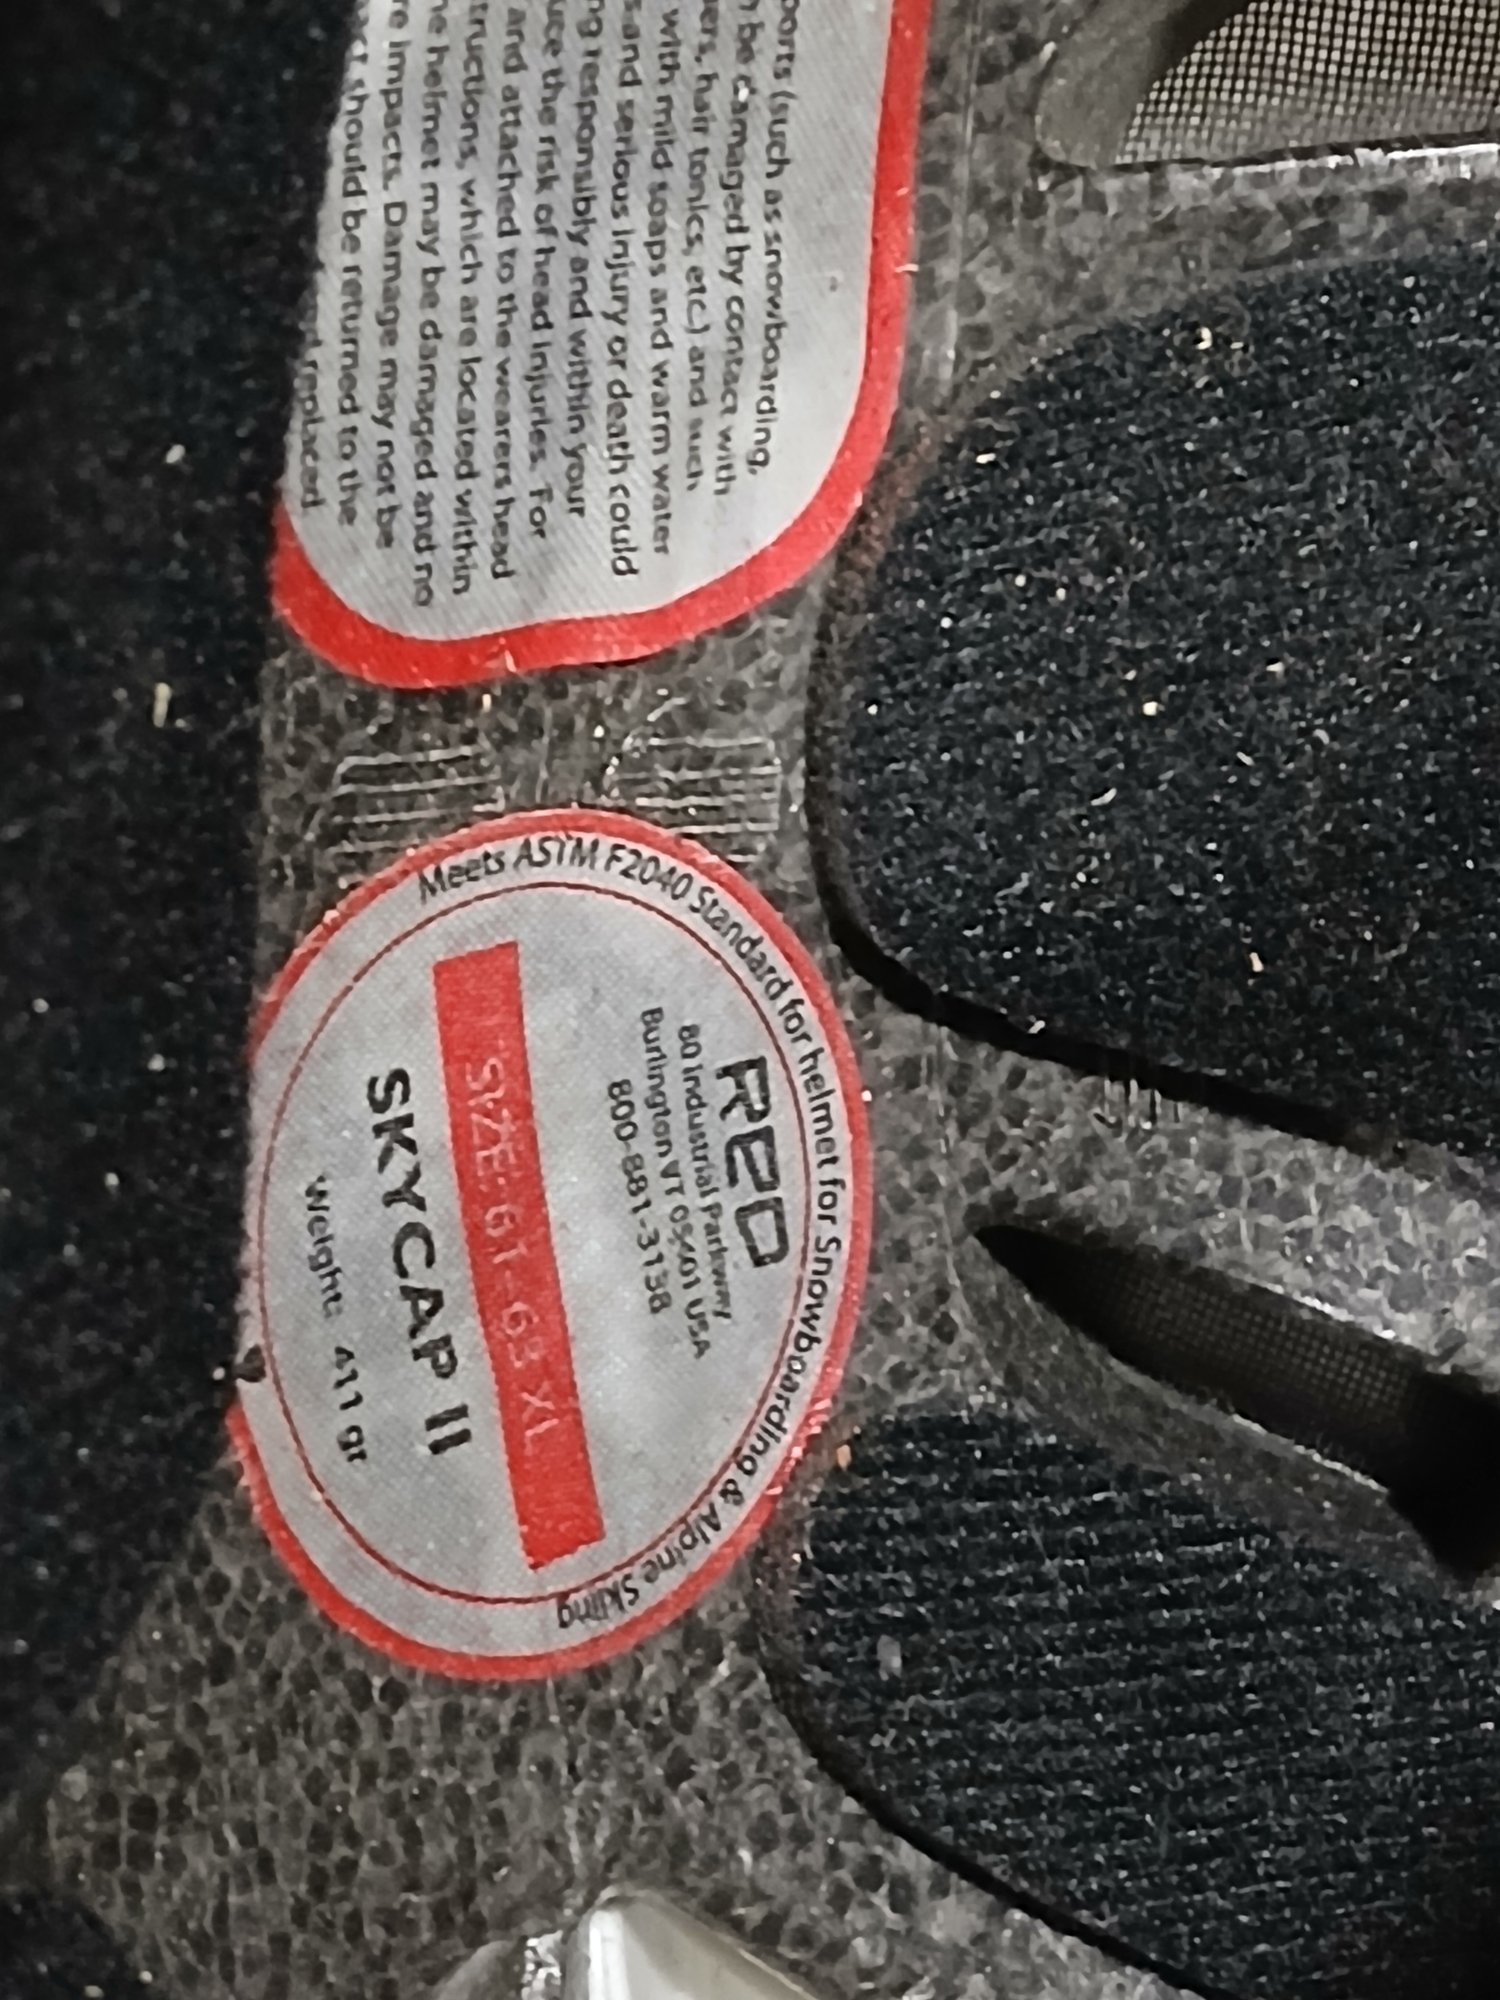 ports (such as snowboarding,
be damaged by contact with
ers, hair tonics, etc.) and such
with mild soaps and warm water
and serious injury or death could
ng responsibly and within your
uce the risk of head injuries. For
and attached to the wearers head
tructions, which are located within
he helmet may be damaged and no
re impacts. Damage may not be
should be returned to the
replaced
Meets ASTM F2040 Standard for helmet for Snowboarding & Alpine Skiing
RED
80 Industrial Parkway
Burlington VT 05401 USA
800-881-3138
SIZE: 61 - 63 XL
SKYCAP II
Weight: 411 gr